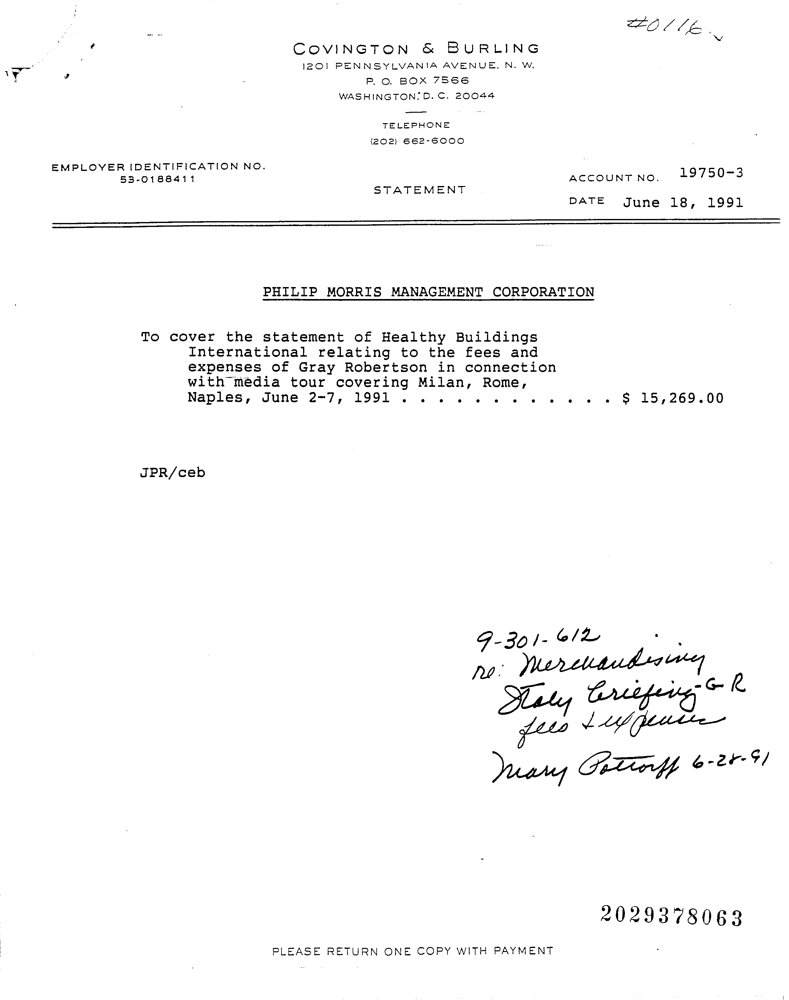 #0116
COVINGTON & BURLING
1201 PENNSYLVANIA AVENUE, N. W.
P. O. BOX 7566
WASHINGTON, D. C. 20044
TELEPHONE
(202) 662-6000
EMPLOYER IDENTIFICATION NO.
53-0188411
STATEMENT
ACCOUNT NO. 19750-3
DATE June 18, 1991
PHILIP MORRIS MANAGEMENT CORPORATION
To cover the statement of Healthy Buildings
International relating to the fees and
expenses of Gray Robertson in connection
with media tour covering Milan, Rome,
Naples, June 2-7, 1991 . . . . . . . . . . . . . $ 15,269.00
JPR/ceb
9-301-612
re: Merchandising
Italy briefing - G R
fees & expenses
Mary Pottorff 6-28-91
2029378063
PLEASE RETURN ONE COPY WITH PAYMENT